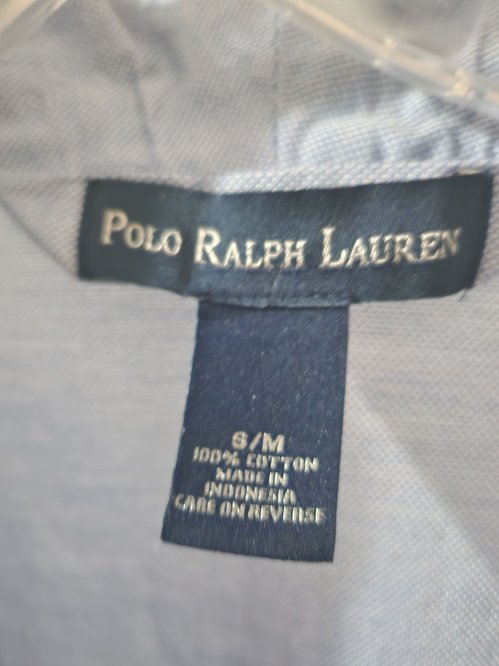 POLO RALPH LAUREN
S/M
100% COTTON
MADE IN
INDONESIA
CARE ON REVERSE